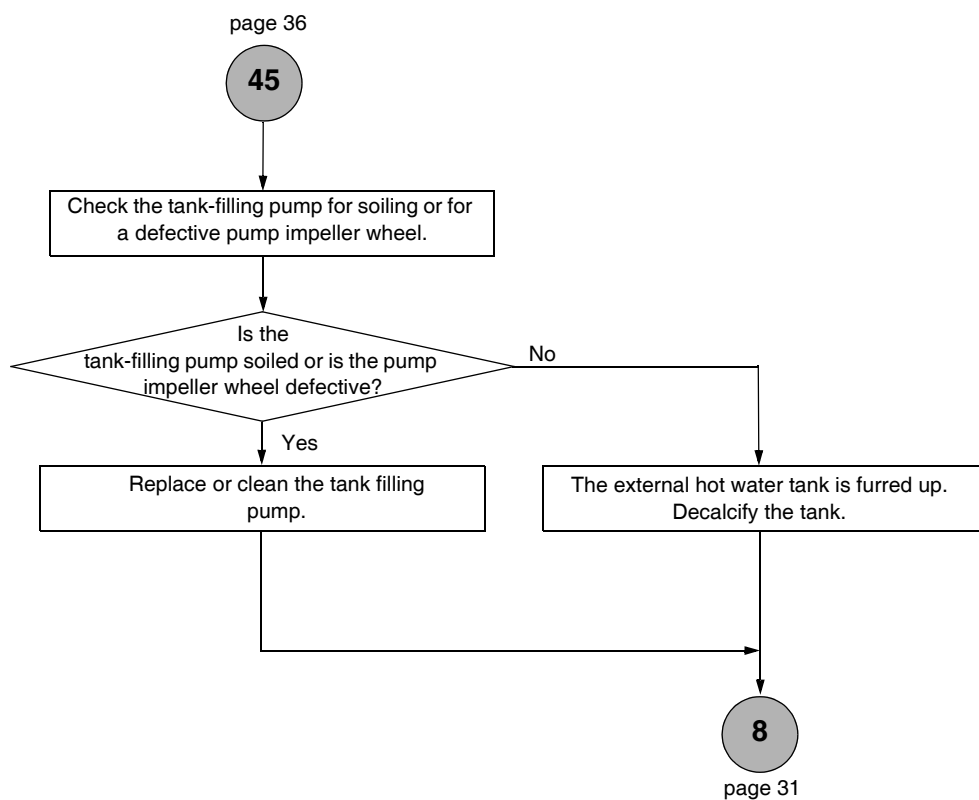 page 36
45
Check the tank-filling pump for soiling or for
a defective pump impeller wheel.
Is the
tank-filling pump soiled or is the pump
impeller wheel defective?
No
Yes
Replace or clean the tank filling
pump.
The external hot water tank is furred up.
Decalcify the tank.
8
page 31